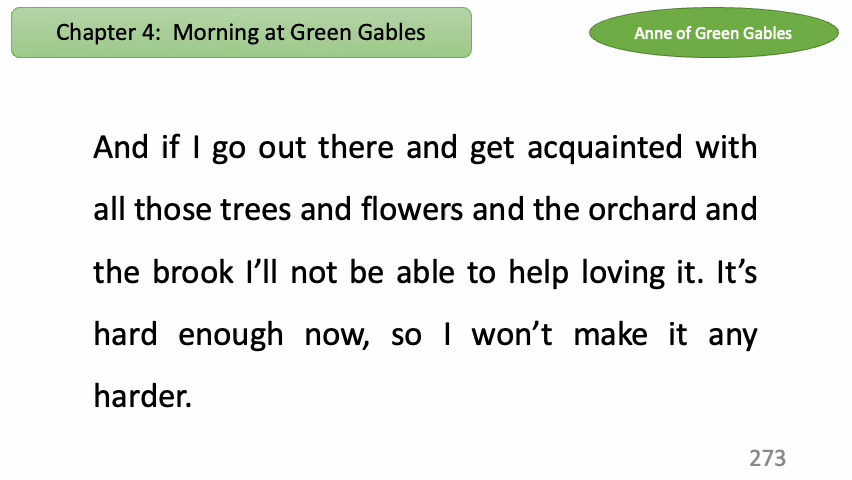 Chapter 4:  Morning at Green Gables
Anne of Green Gables
And if I go out there and get acquainted with
all those trees and flowers and the orchard and
the brook I’ll not be able to help loving it. It’s
hard enough now, so I won’t make it any
harder.
273